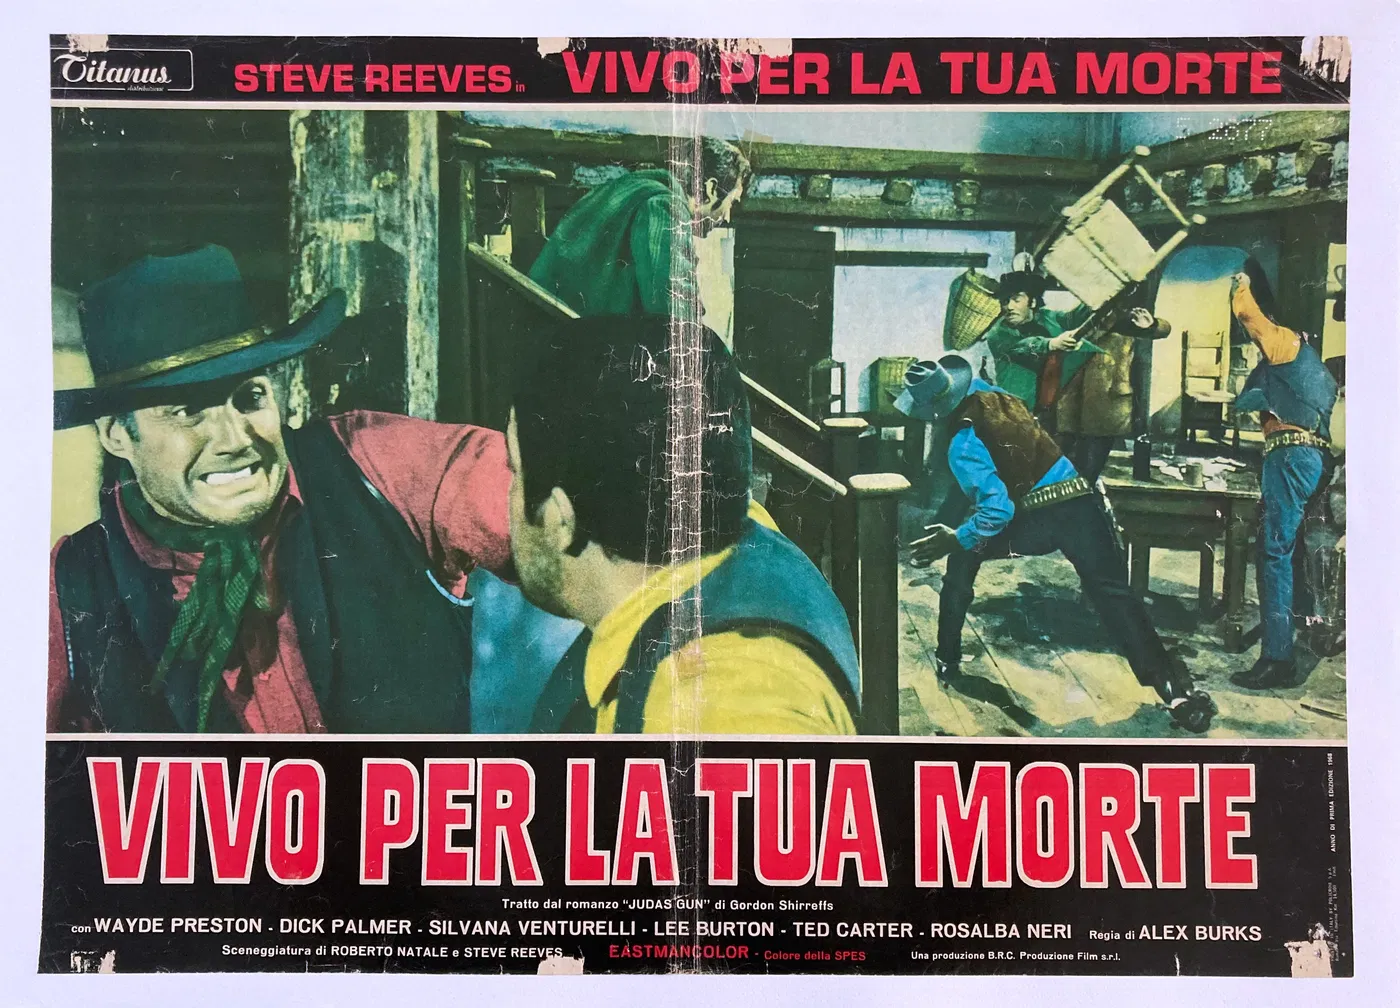 Titanus
distribuzione
STEVE REEVES in VIVO PER LA TUA MORTE
VIVO PER LA TUA MORTE
Tratto dal romanzo "JUDAS GUN" di Gordon Shirreffs
con WAYDE PRESTON - DICK PALMER - SILVANA VENTURELLI - LEE BURTON - TED CARTER - ROSALBA NERI Regia di ALEX BURKS
Sceneggiatura di ROBERTO NATALE e STEVE REEVES EASTMANCOLOR - Colore della SPES Una produzione B.R.C. Produzione Film s.r.l.
ANNO DI PRIMA EDIZIONE 1968